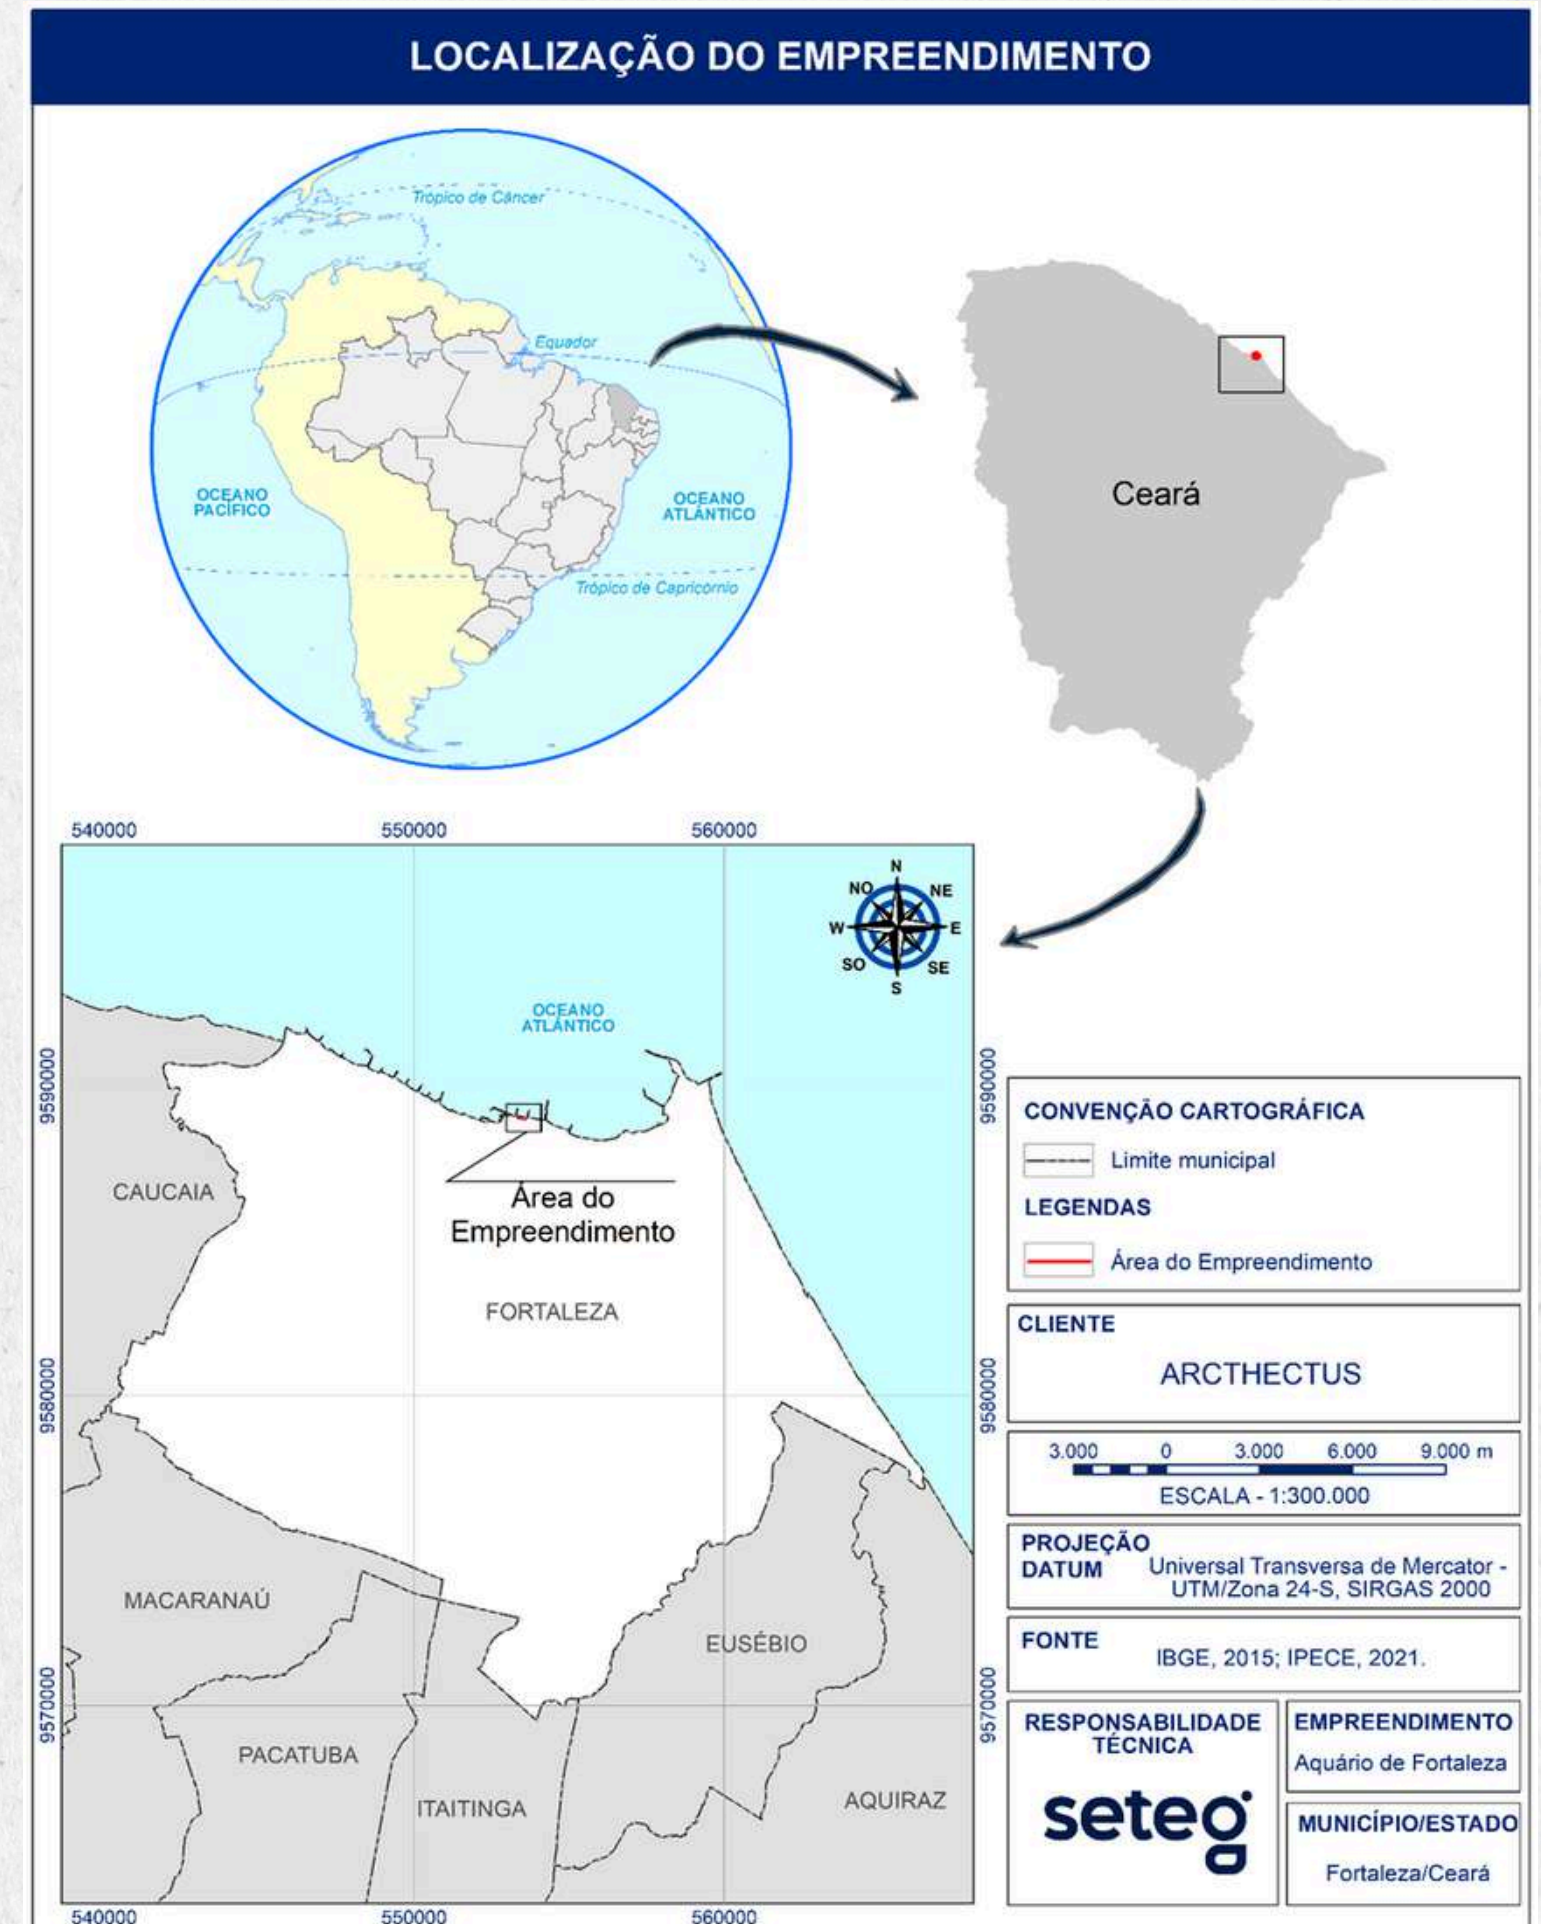 LOCALIZAÇÃO DO EMPREENDIMENTO
Trópico de Câncer
Equador
OCEANO
PACÍFICO
OCEANO
ATLÂNTICO
Trópico de Capricórnio
Ceará
540000
550000
560000
N
NO
NE
W
E
SO
SE
S
OCEANO
ATLÂNTICO
9590000
9590000
CAUCAIA
Área do
Empreendimento
FORTALEZA
9580000
9580000
MACARANAÚ
EUSÉBIO
9570000
9570000
PACATUBA
ITAITINGA
AQUIRAZ
540000
550000
560000
CONVENÇÃO CARTOGRÁFICA
Limite municipal
LEGENDAS
Área do Empreendimento
CLIENTE
ARCTHECTUS
3.000 0 3.000 6.000 9.000 m
ESCALA - 1:300.000
PROJEÇÃO
DATUM
Universal Transversa de Mercator -
UTM/Zona 24-S, SIRGAS 2000
FONTE
IBGE, 2015; IPECE, 2021.
RESPONSABILIDADE
TÉCNICA
seteg
EMPREENDIMENTO
Aquário de Fortaleza
MUNICÍPIO/ESTADO
Fortaleza/Ceará